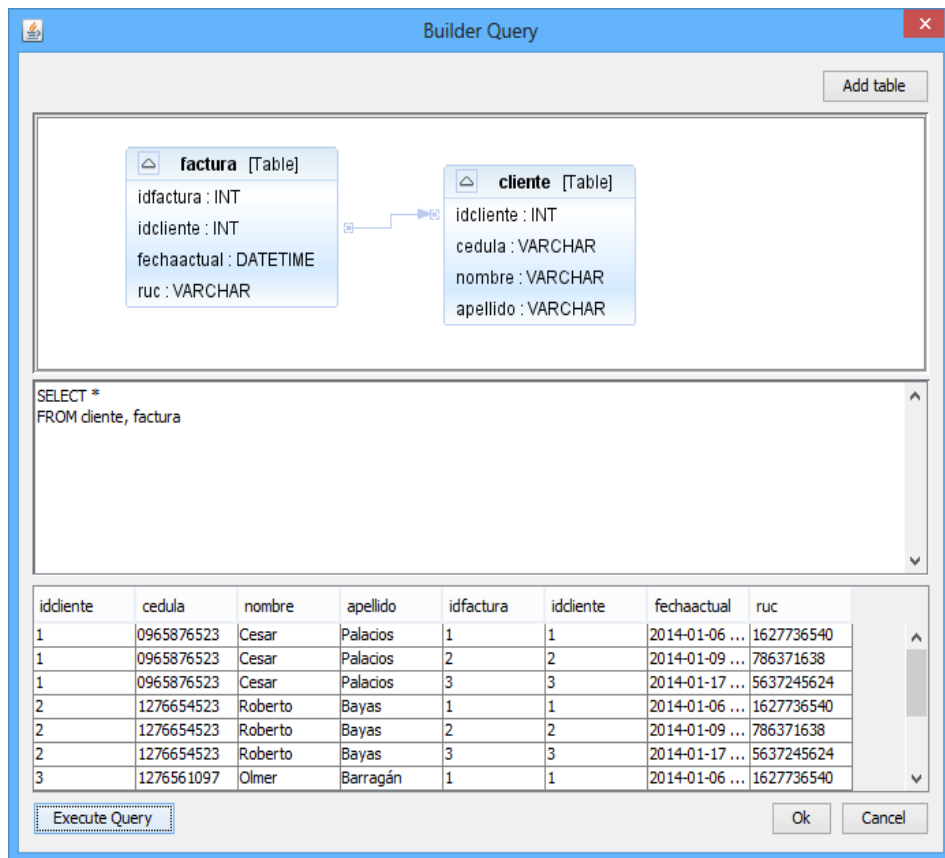 Builder Query
Add table
factura [Table]
idfactura : INT
idcliente : INT
fechaactual : DATETIME
ruc : VARCHAR
cliente [Table]
idcliente : INT
cedula : VARCHAR
nombre : VARCHAR
apellido : VARCHAR
SELECT *
FROM cliente, factura
idcliente cedula nombre apellido idfactura idcliente fechaactual ruc
1 0965876523 Cesar Palacios 1 1 2014-01-06 ... 1627736540
1 0965876523 Cesar Palacios 2 2 2014-01-09 ... 786371638
1 0965876523 Cesar Palacios 3 3 2014-01-17 ... 5637245624
2 1276654523 Roberto Bayas 1 1 2014-01-06 ... 1627736540
2 1276654523 Roberto Bayas 2 2 2014-01-09 ... 786371638
2 1276654523 Roberto Bayas 3 3 2014-01-17 ... 5637245624
3 1276561097 Olmer Barragán 1 1 2014-01-06 ... 1627736540
Execute Query Ok Cancel